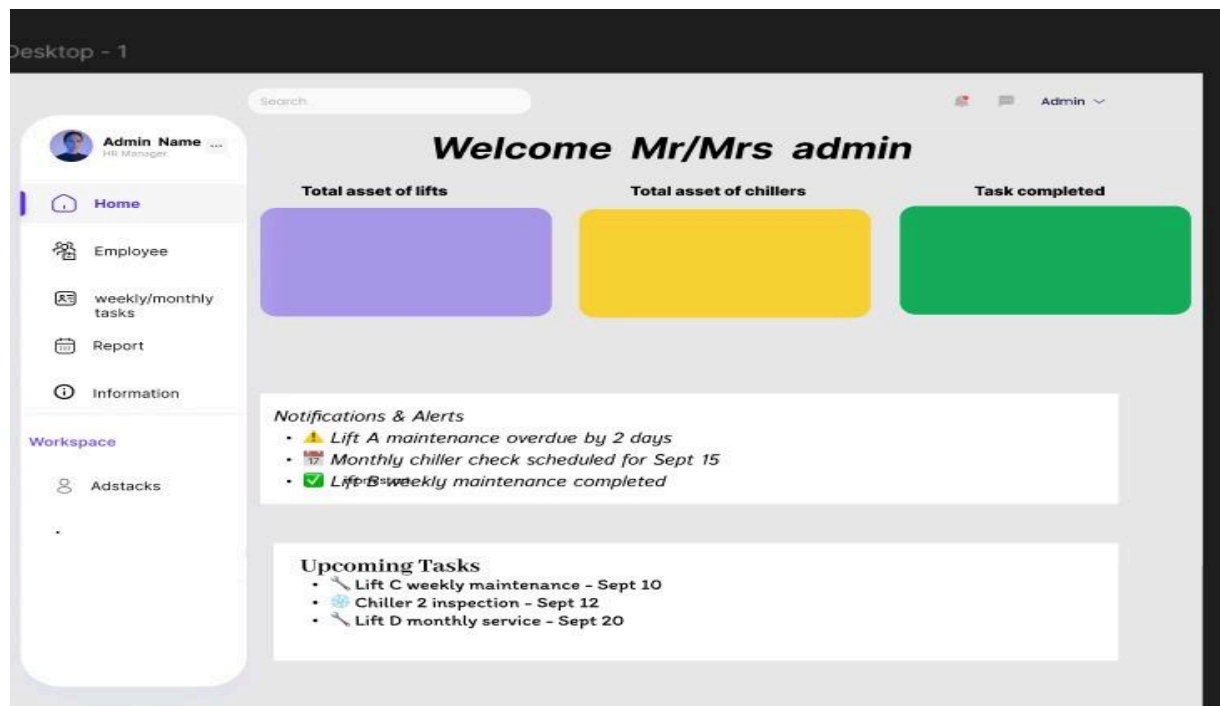 Desktop - 1
Search
Admin
Admin Name ...
HR Manager
Welcome Mr/Mrs admin
Home
Employee
weekly/monthly
tasks
Report
Information
Workspace
Adstacks
Total asset of lifts
Total asset of chillers
Task completed
Notifications & Alerts
• ⚠️ Lift A maintenance overdue by 2 days
• 📅 Monthly chiller check scheduled for Sept 15
• ✅ Lift B weekly maintenance completed
Upcoming Tasks
• 🔧 Lift C weekly maintenance – Sept 10
• ❄️ Chiller 2 inspection – Sept 12
• 🔧 Lift D monthly service – Sept 20